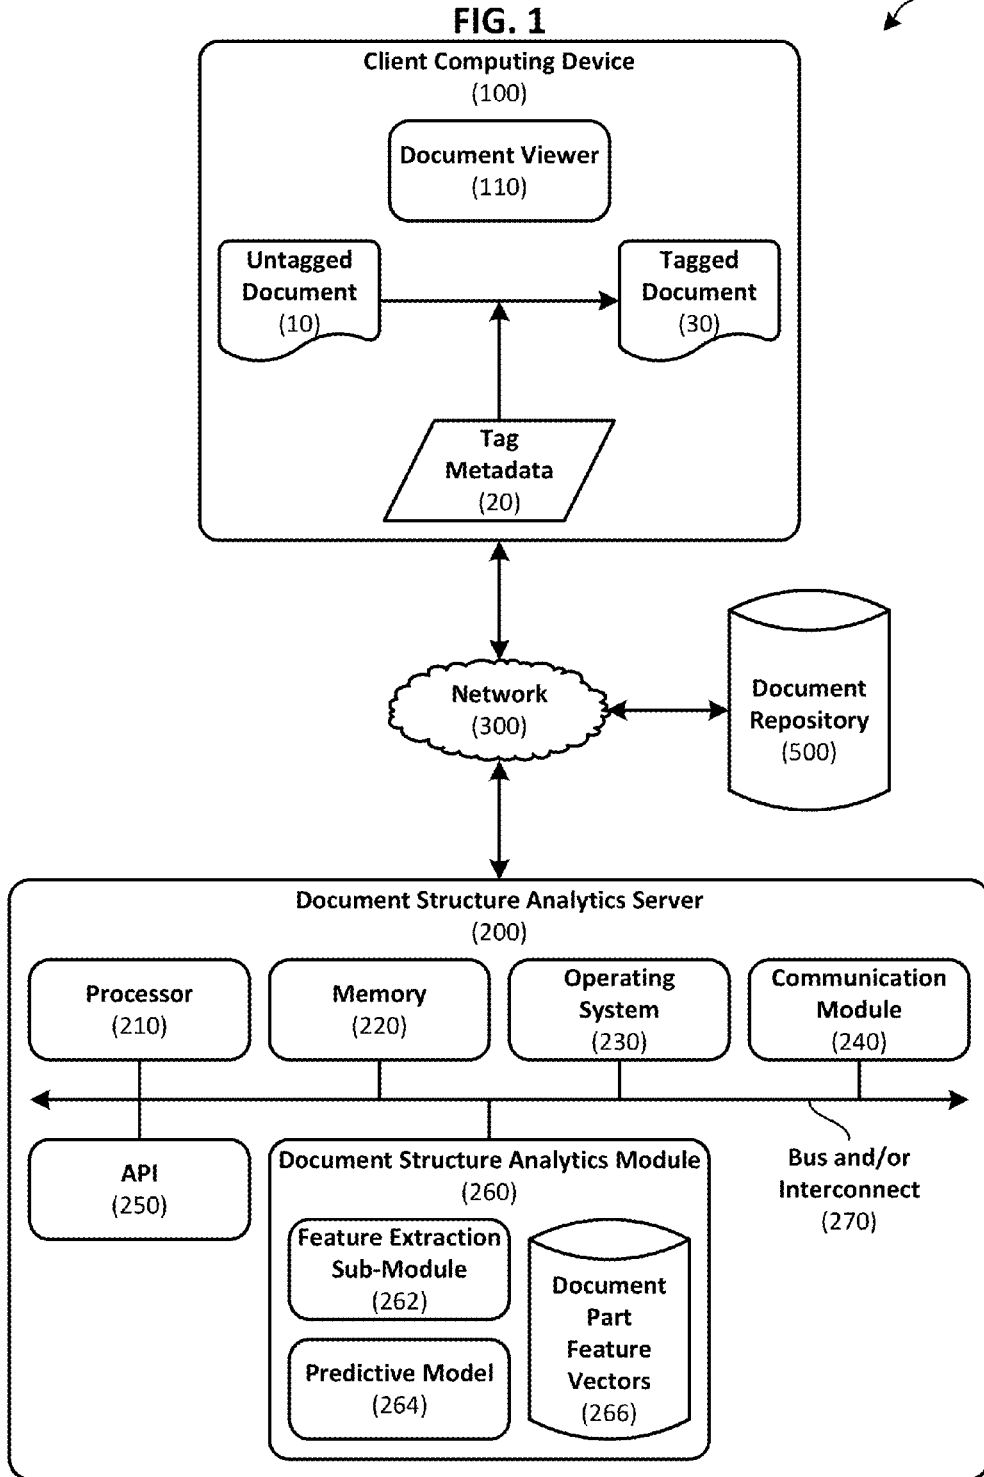 FIG. 1
Client Computing Device
(100)
Document Viewer
(110)
Untagged
Document
(10)
Tagged
Document
(30)
Tag
Metadata
(20)
Network
(300)
Document
Repository
(500)
Document Structure Analytics Server
(200)
Processor
(210)
Memory
(220)
Operating
System
(230)
Communication
Module
(240)
API
(250)
Document Structure Analytics Module
(260)
Bus and/or
Interconnect
(270)
Feature Extraction
Sub-Module
(262)
Predictive Model
(264)
Document
Part
Feature
Vectors
(266)